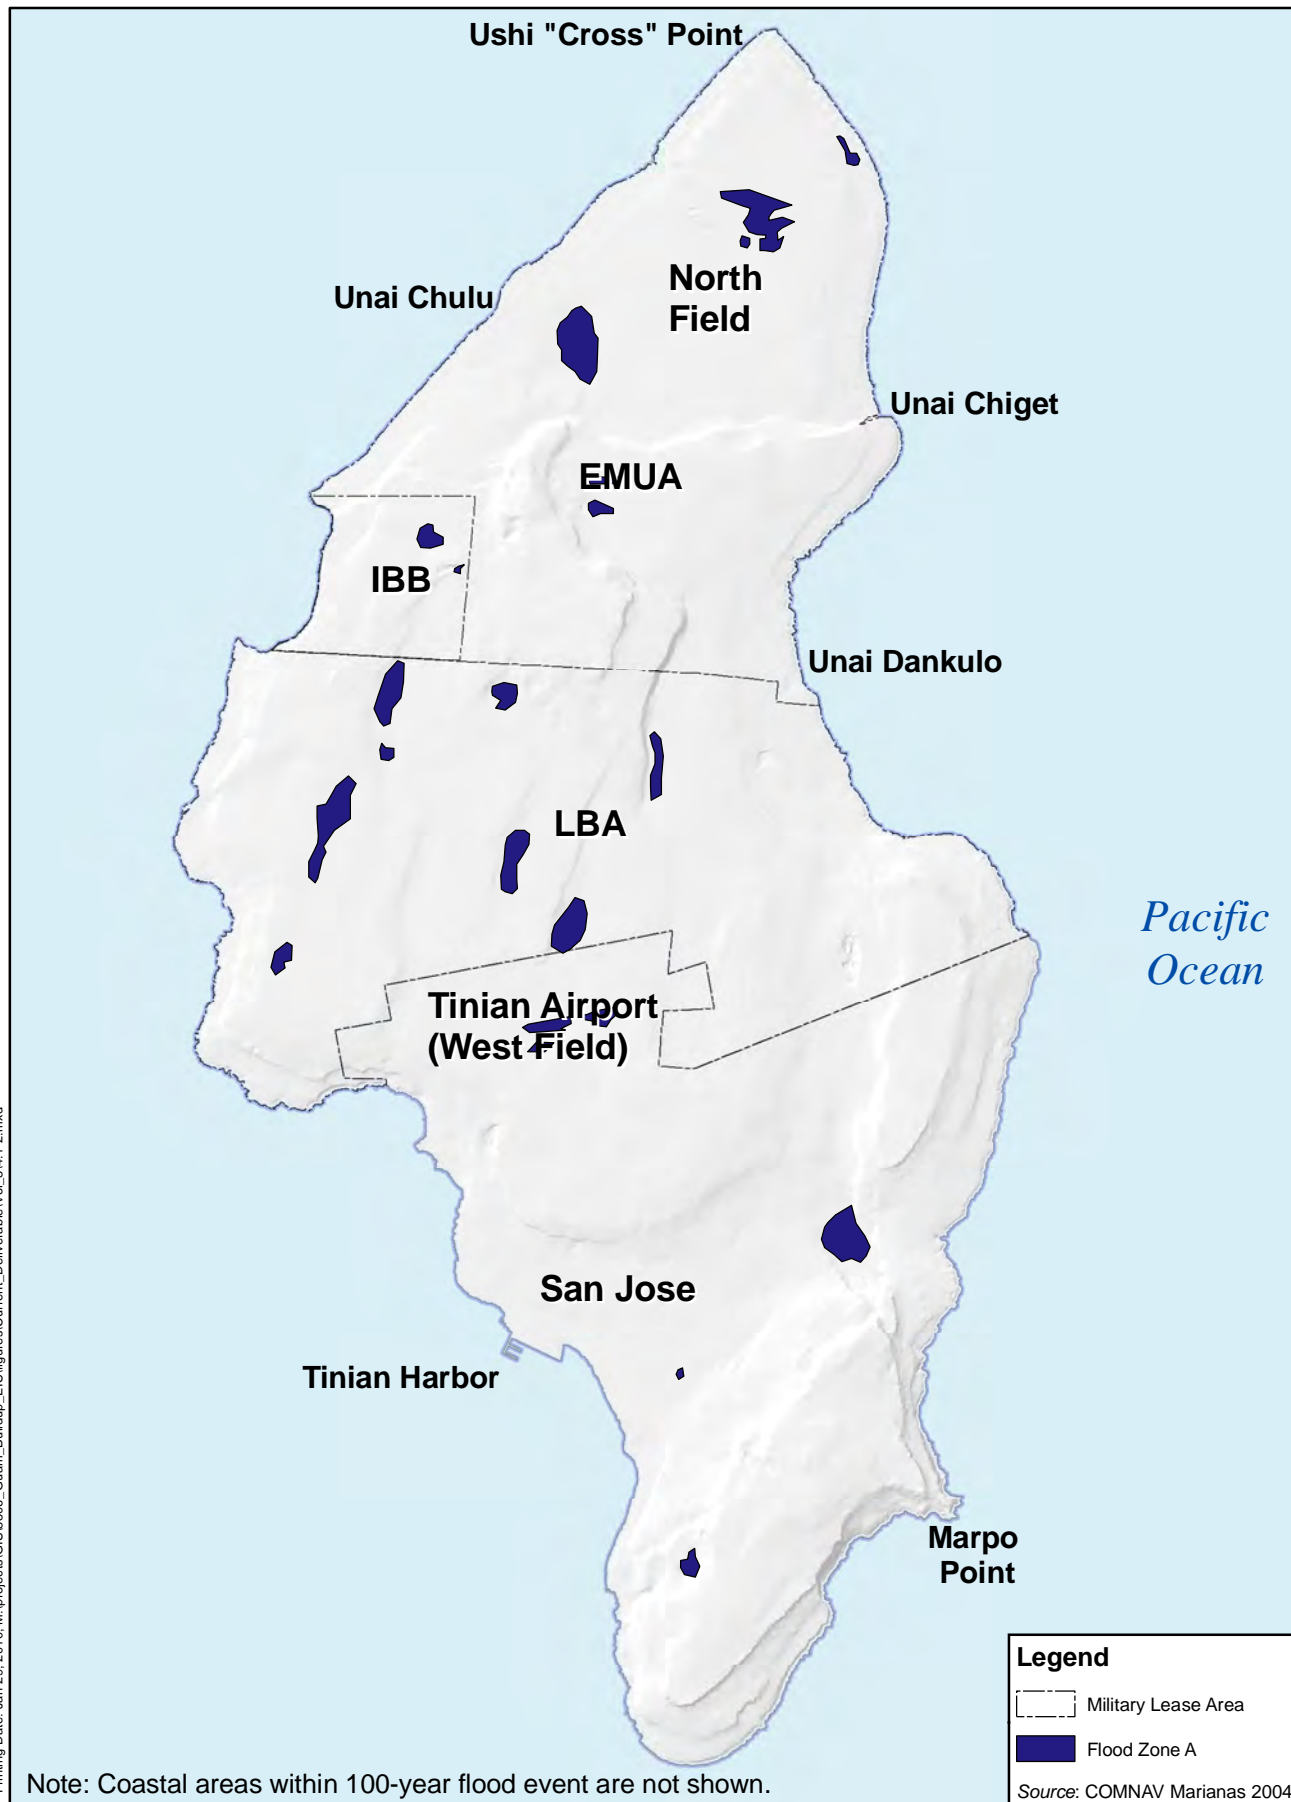 Ushi "Cross" Point
North
Field
Unai Chulu
Unai Chiget
EMUA
IBB
Unai Dankulo
LBA
Pacific
Ocean
Tinian Airport
(West Field)
San Jose
Tinian Harbor
Marpo
Point
Legend
Military Lease Area
Flood Zone A
Source: COMNAV Marianas 2004
Note: Coastal areas within 100-year flood event are not shown.